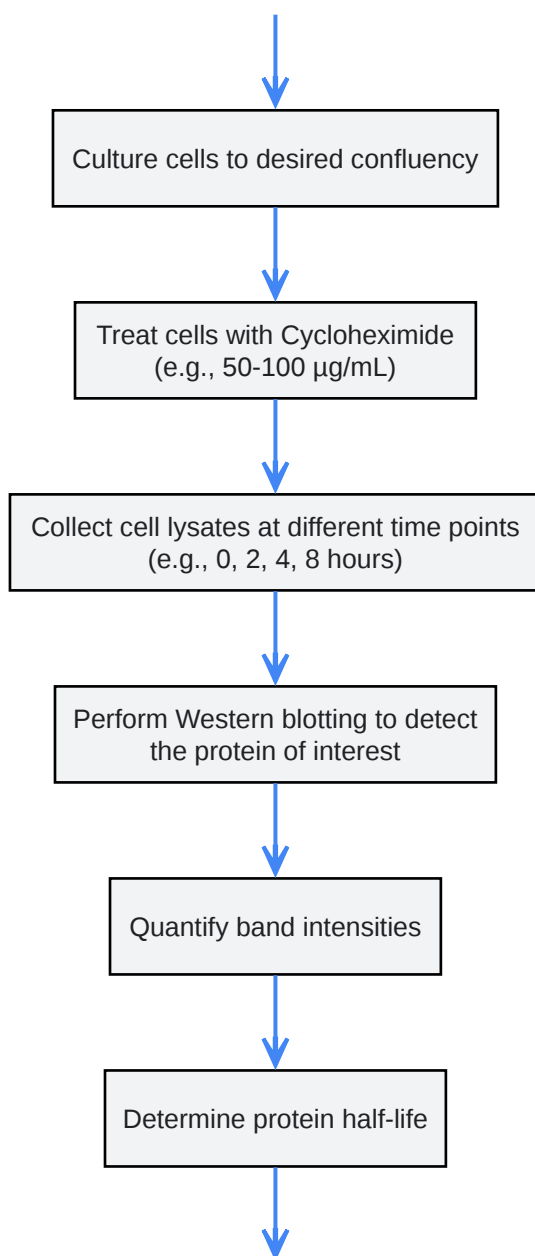 Culture cells to desired confluency
Treat cells with Cycloheximide
(e.g., 50-100 µg/mL)
Collect cell lysates at different time points
(e.g., 0, 2, 4, 8 hours)
Perform Western blotting to detect
the protein of interest
Quantify band intensities
Determine protein half-life